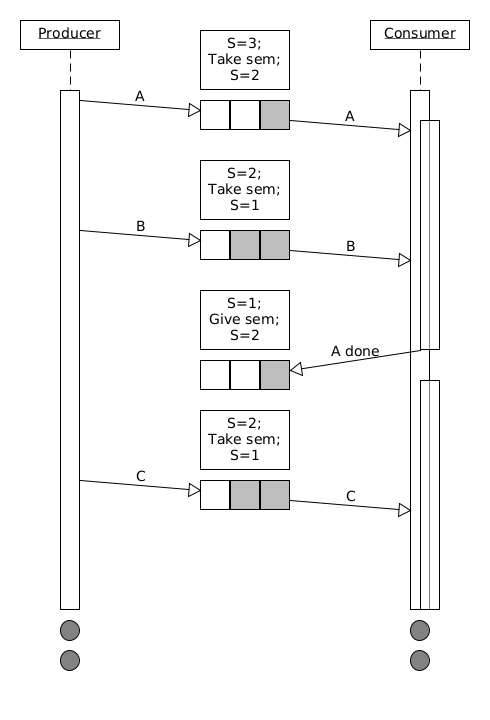 Producer
Consumer
S=3;
Take sem;
S=2
A
A
S=2;
Take sem;
S=1
B
B
S=1;
Give sem;
S=2
A done
S=2;
Take sem;
S=1
C
C